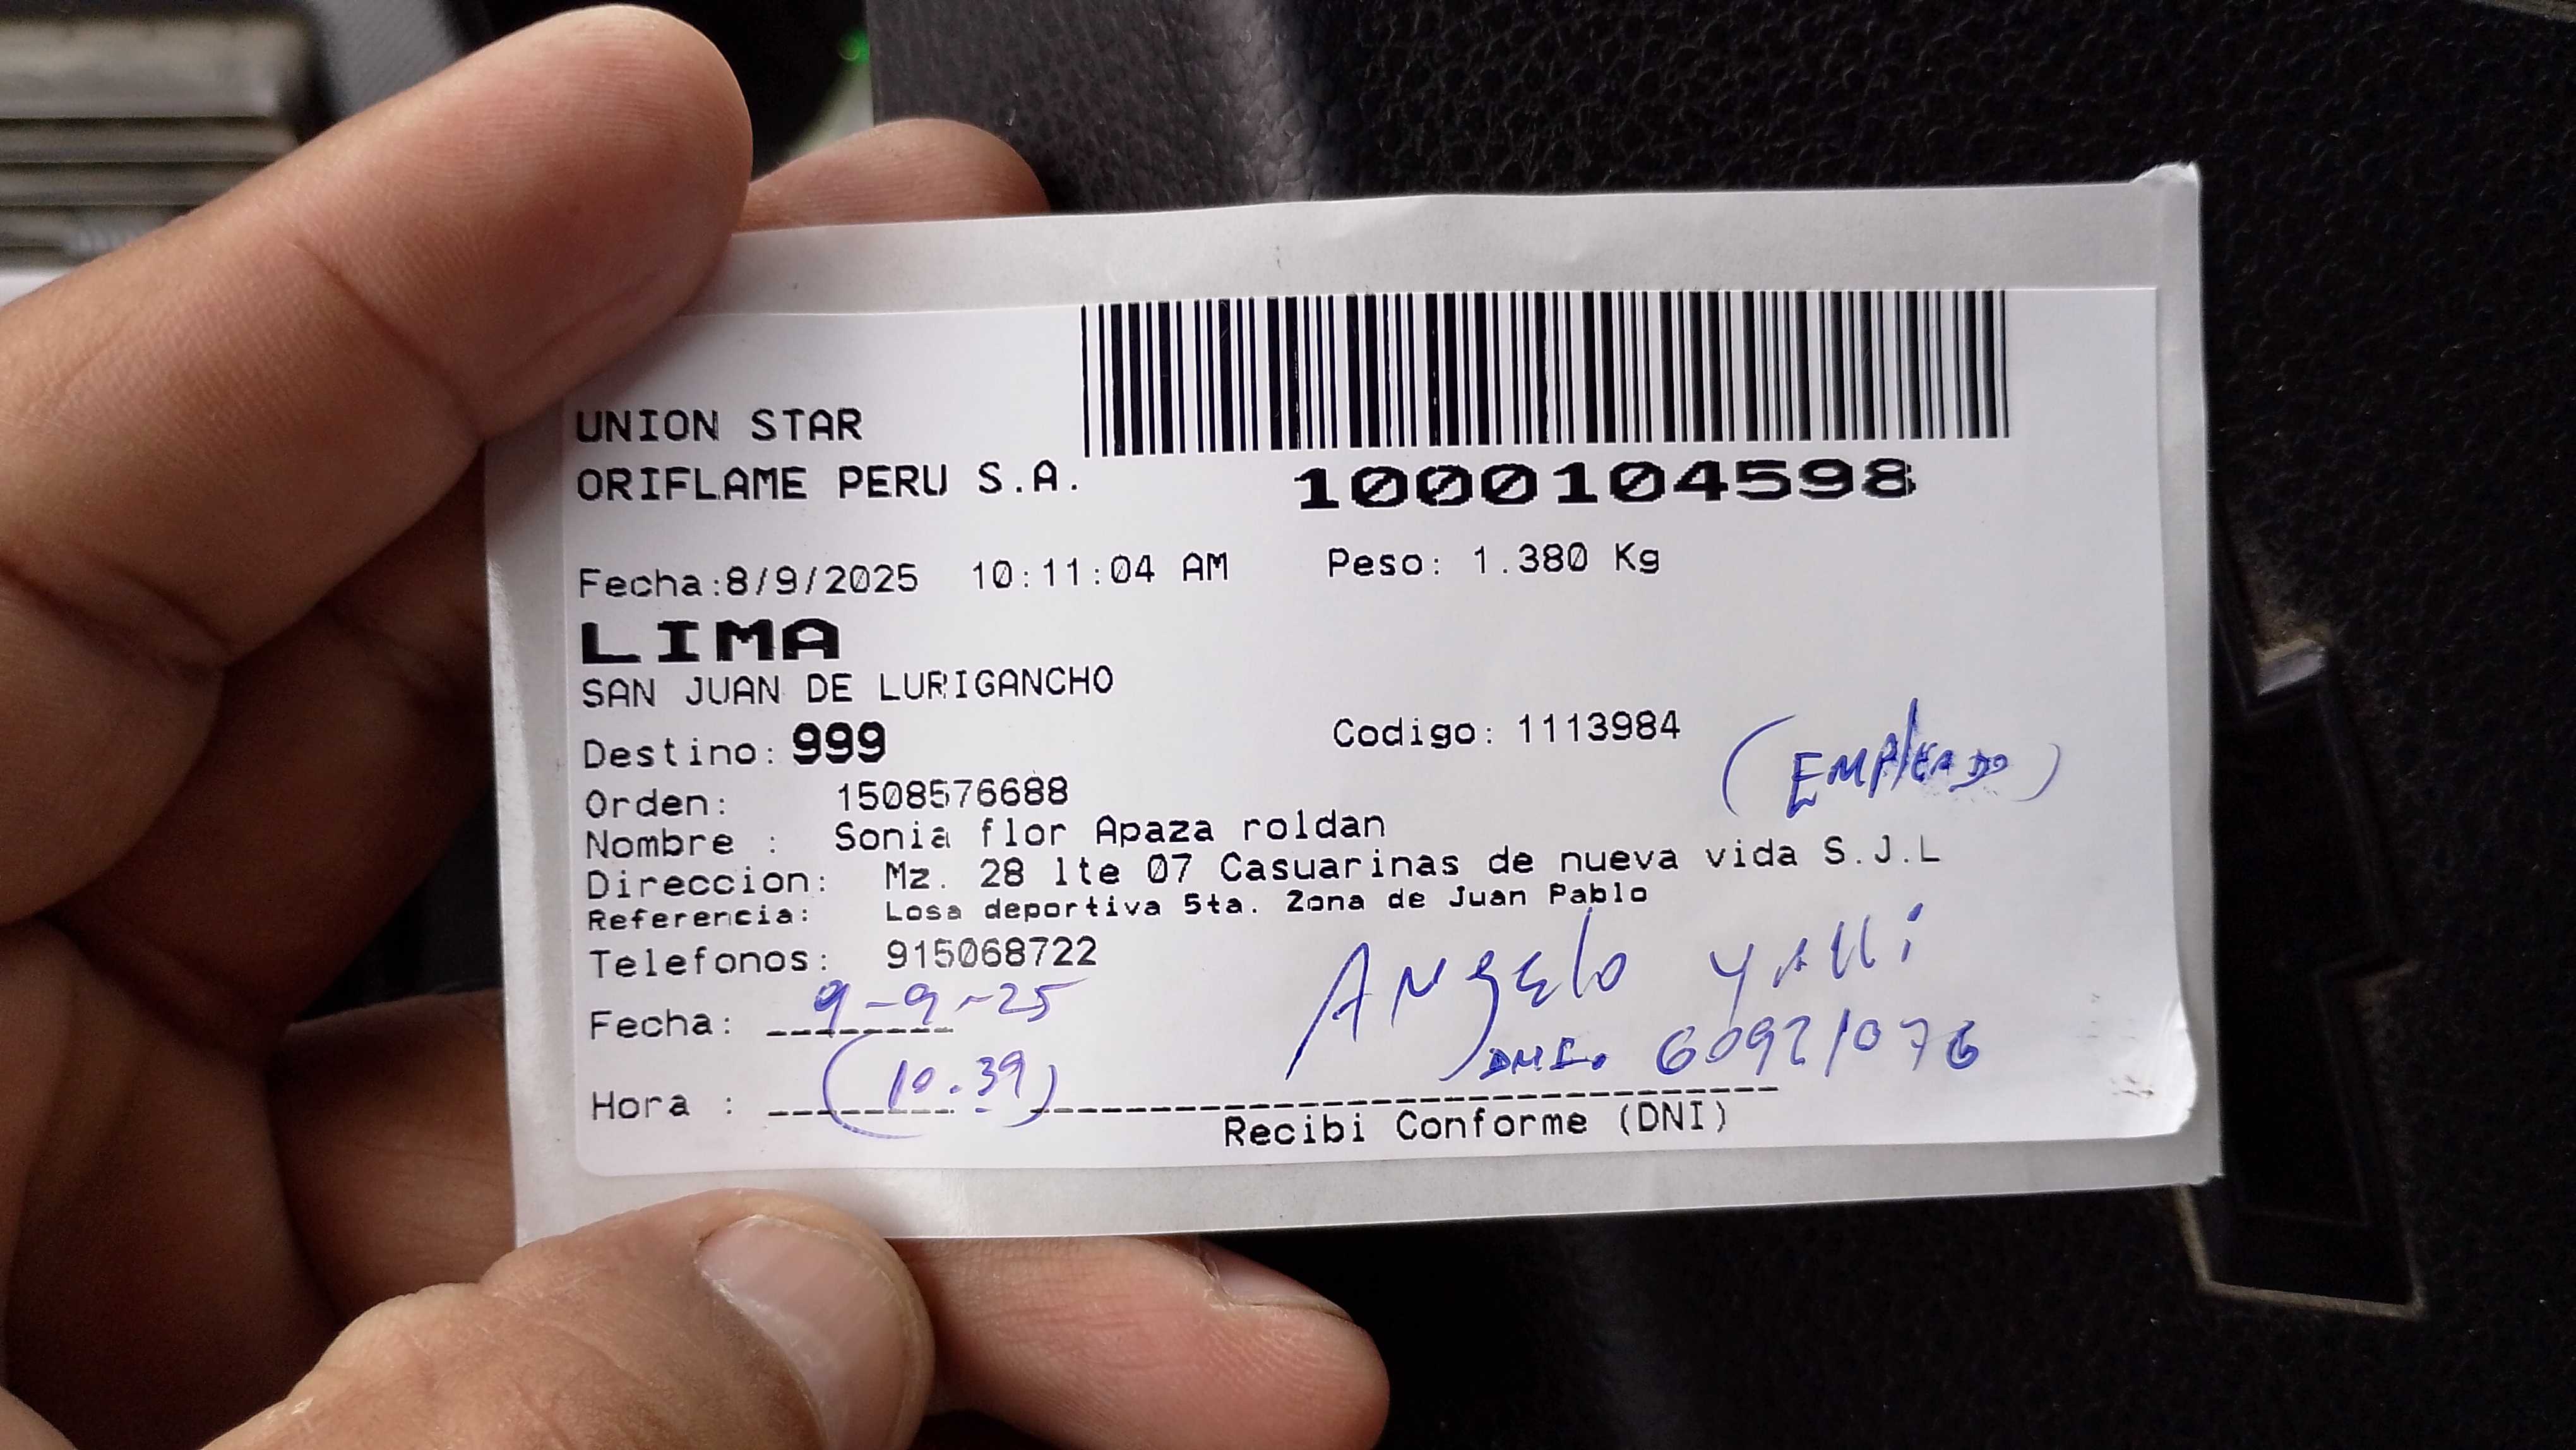 UNION STAR
ORIFLAME PERU S.A.
1000104598
Fecha:8/9/2025 10:11:04 AM Peso: 1.380 Kg
LIMA
SAN JUAN DE LURIGANCHO
Destino: 999 Codigo: 1113984
(EMPLEADO)
Orden: 1508576688
Nombre : Sonia flor Apaza roldan
Direccion: Mz. 28 lte 07 Casuarinas de nueva vida S.J.L
Referencia: Losa deportiva 5ta. Zona de Juan Pablo
Telefonos: 915068722
Angelo Yalli
Fecha: 9-9-25
DNI. 60921076
Hora : (10.39)
Recibi Conforme (DNI)